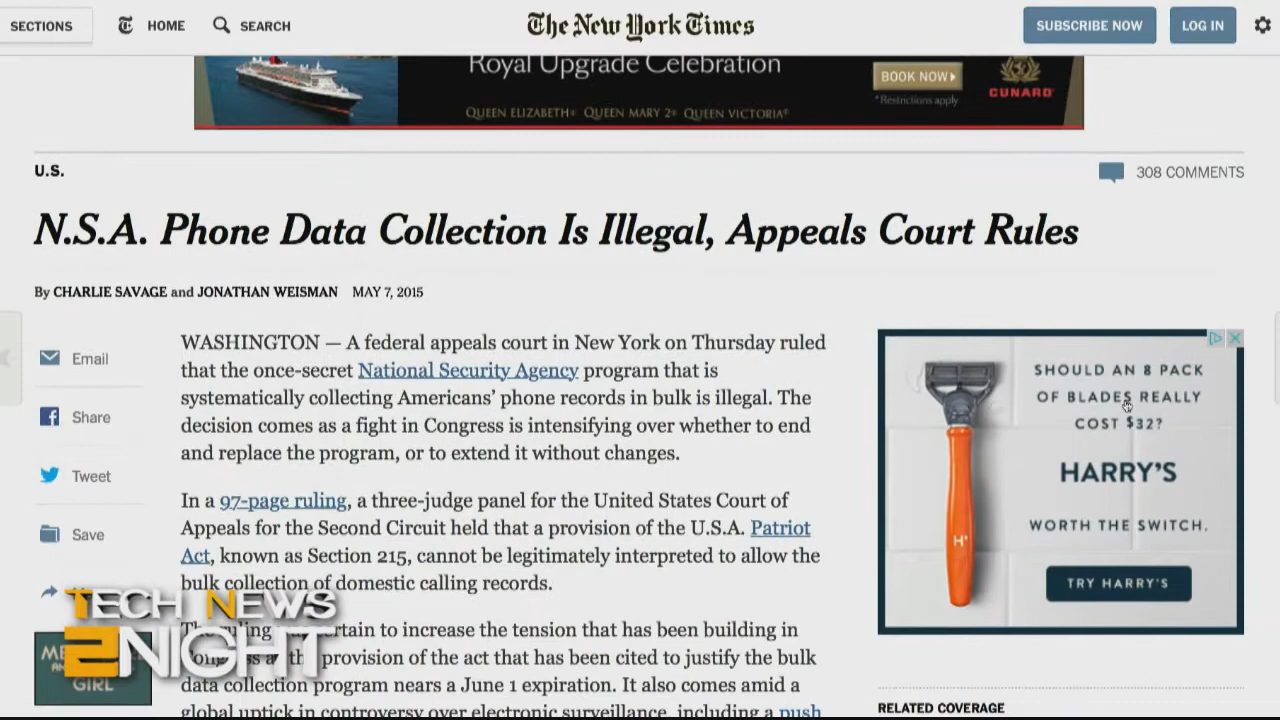 SECTIONS
HOME
SEARCH
The New York Times
SUBSCRIBE NOW
LOG IN
Royal Upgrade Celebration
BOOK NOW
*Restrictions apply
CUNARD
QUEEN ELIZABETH® QUEEN MARY 2® QUEEN VICTORIA®
U.S.
308 COMMENTS
N.S.A. Phone Data Collection Is Illegal, Appeals Court Rules
By CHARLIE SAVAGE and JONATHAN WEISMAN MAY 7, 2015
Email
Share
Tweet
Save
WASHINGTON — A federal appeals court in New York on Thursday ruled
that the once-secret National Security Agency program that is
systematically collecting Americans’ phone records in bulk is illegal. The
decision comes as a fight in Congress is intensifying over whether to end
and replace the program, or to extend it without changes.
In a 97-page ruling, a three-judge panel for the United States Court of
Appeals for the Second Circuit held that a provision of the U.S.A. Patriot
Act, known as Section 215, cannot be legitimately interpreted to allow the
bulk collection of domestic calling records.
The ruling certain to increase the tension that has been building in
Congress as the provision of the act that has been cited to justify the bulk
data collection program nears a June 1 expiration. It also comes amid a
global uptick in controversy over electronic surveillance, including a push
SHOULD AN 8 PACK
OF BLADES REALLY
COST $32?
HARRY'S
WORTH THE SWITCH.
TRY HARRY'S
H'
RELATED COVERAGE
TECH NEWS
2NIGHT
GIRL